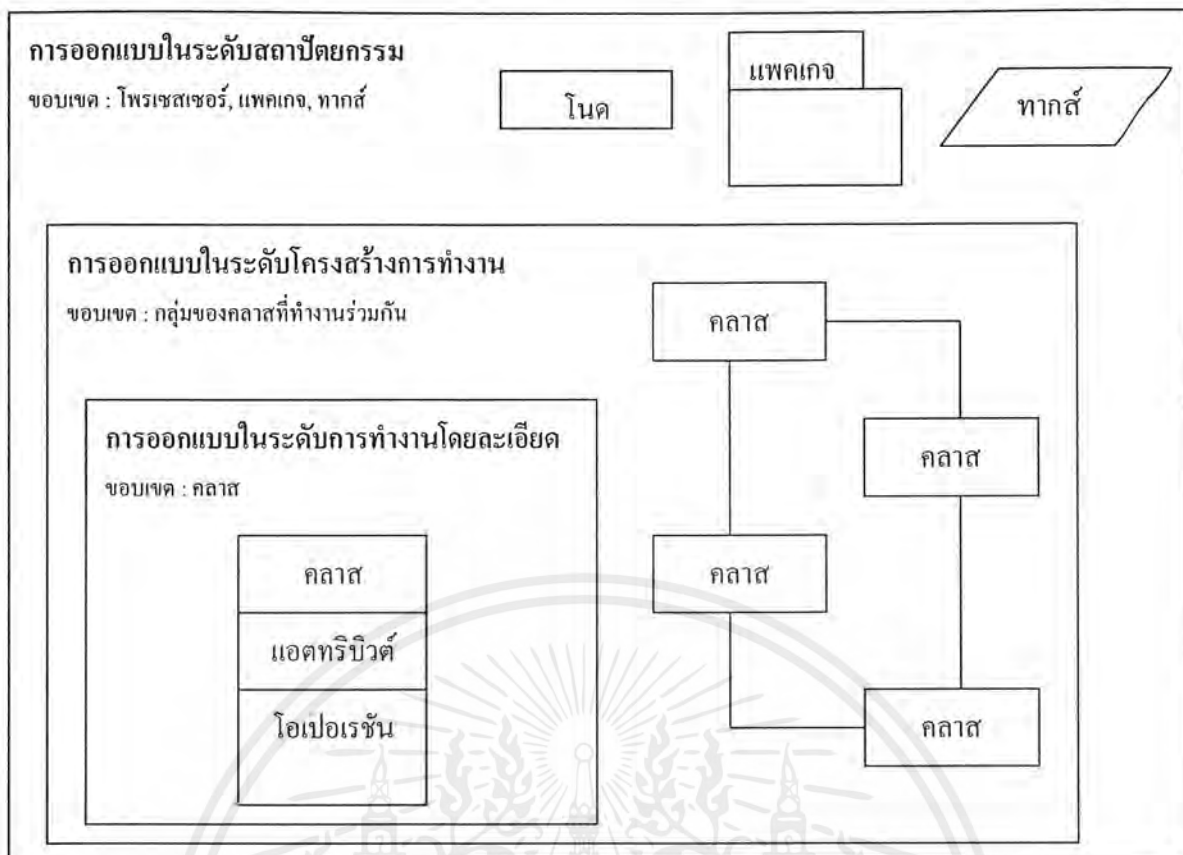 การออกแบบในระดับสถาปัตยกรรม
ขอบเขต : โพรเซสเซอร์, แพคเกจ, ทากส์
โนด
แพคเกจ
ทากส์
การออกแบบในระดับโครงสร้างการทำงาน
ขอบเขต : กลุ่มของคลาสที่ทำงานร่วมกัน
คลาส
คลาส
คลาส
คลาส
การออกแบบในระดับการทำงานโดยละเอียด
ขอบเขต : คลาส
คลาส
แอตทริบิวต์
โอเปอเรชัน